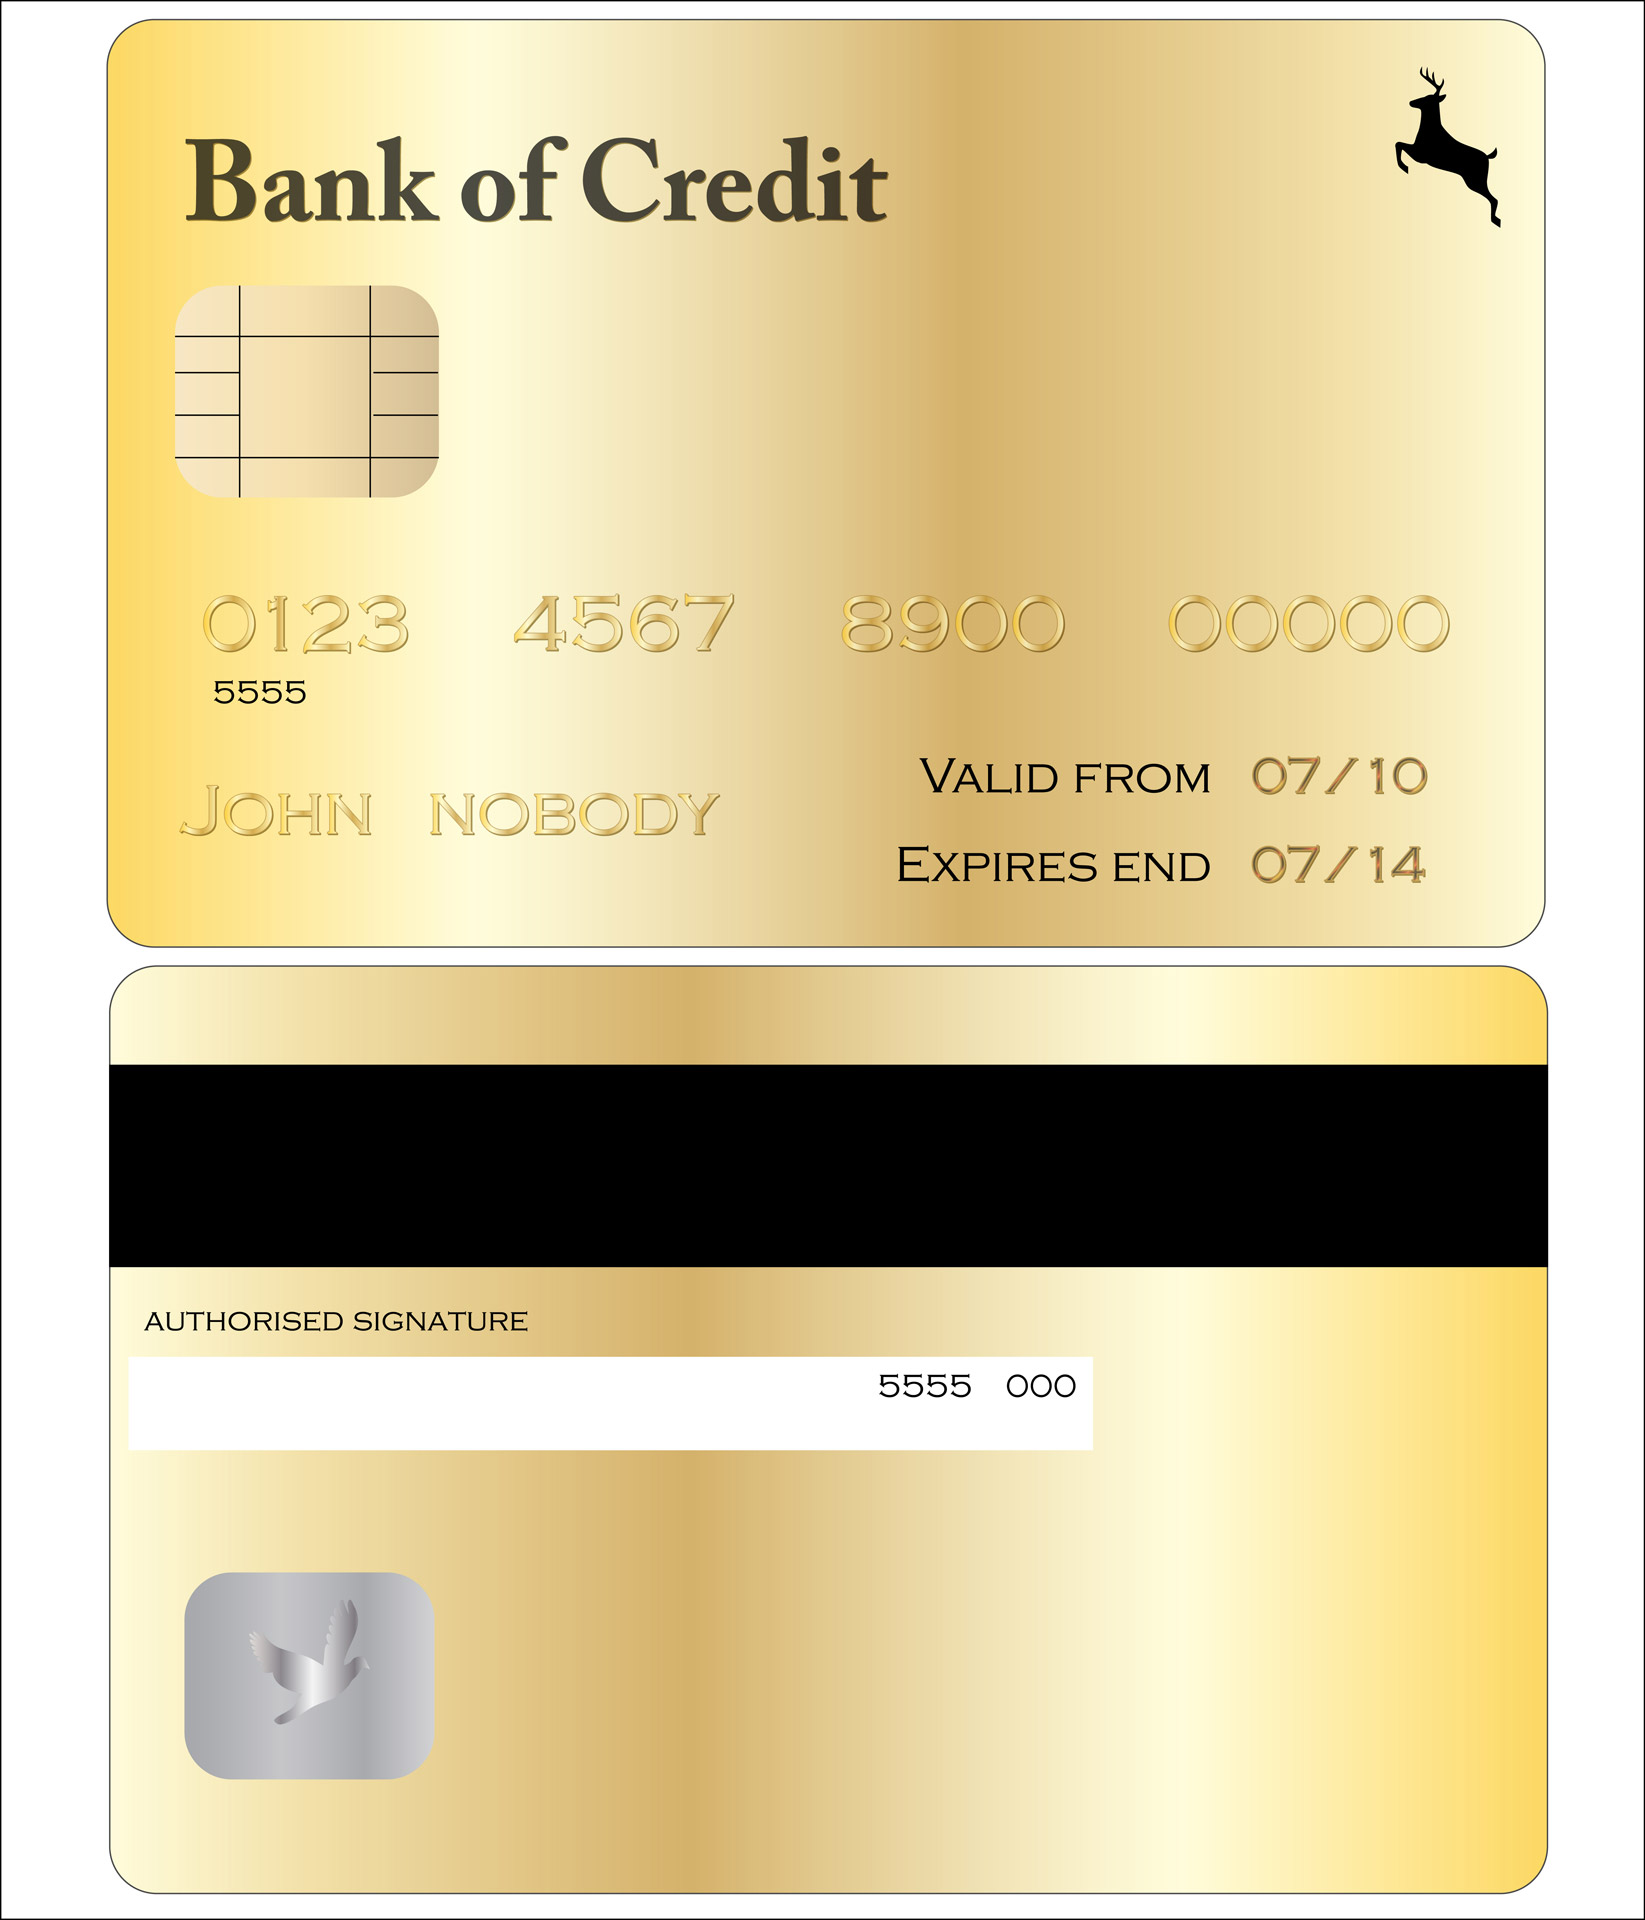 Bank of Credit
0123 4567 8900 00000
5555
VALID FROM 07/10
JOHN NOBODY
EXPIRES END 07/14
AUTHORISED SIGNATURE
5555 000